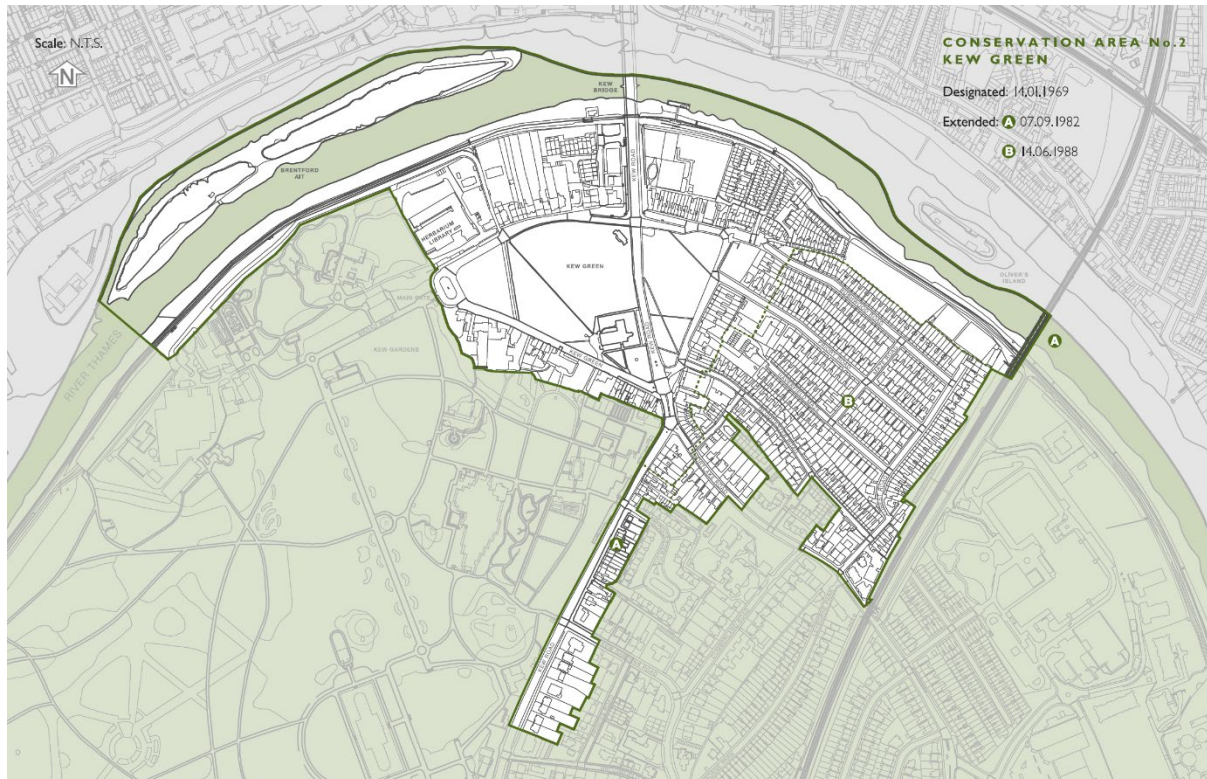 Scale: N.T.S.
N
CONSERVATION AREA No.2
KEW GREEN
Designated: 14.01.1969
Extended: A 07.09.1982
B 14.06.1988
KEW
BRIDGE
BRENTFORD
AIT
KEW ROAD
HERBARIUM
LIBRARY
KEW GREEN
OLIVER'S
ISLAND
MAIN GATE
A
RIVER THAMES
KEW GARDENS
KEW GREEN
B
A
KEW ROAD